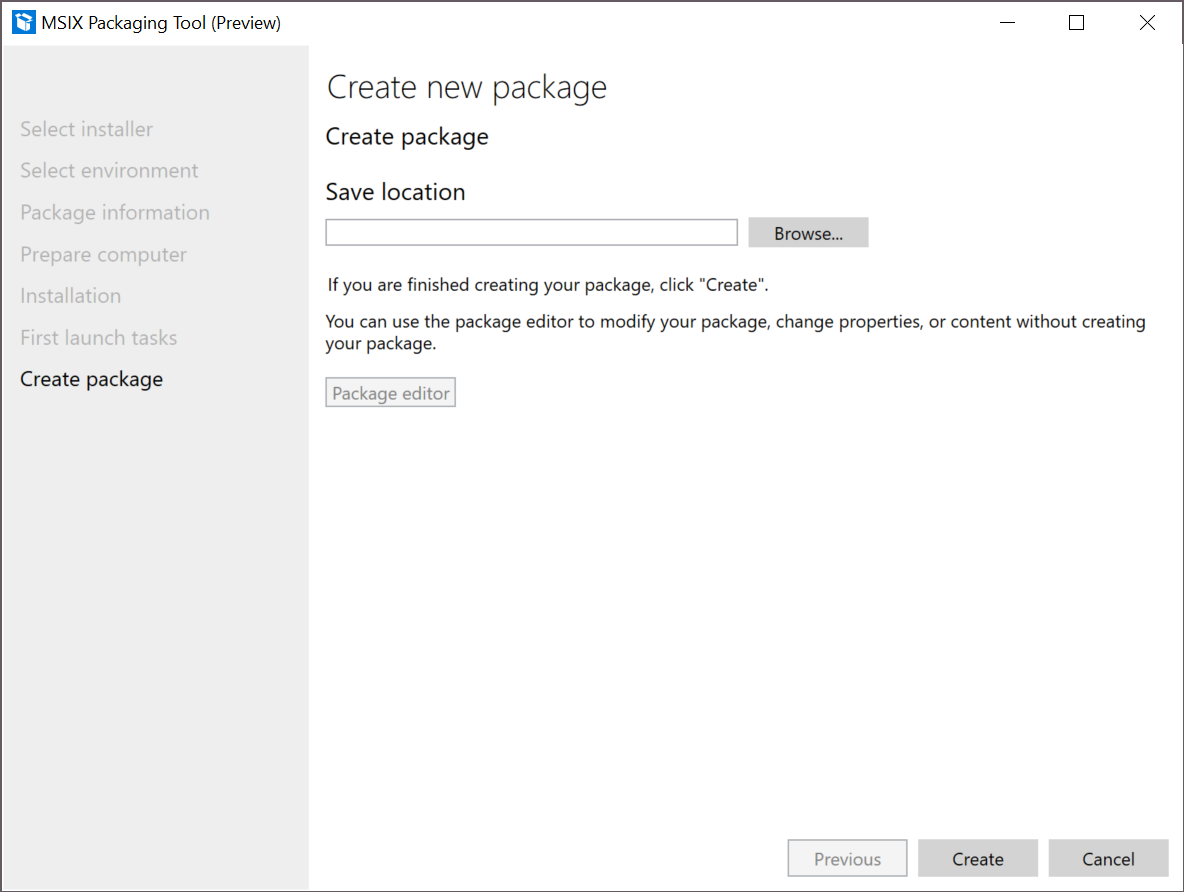 MSIX Packaging Tool (Preview)
Select installer
Select environment
Package information
Prepare computer
Installation
First launch tasks
Create package
Create new package
Create package
Save location
Browse...
If you are finished creating your package, click "Create".
You can use the package editor to modify your package, change properties, or content without creating
your package.
Package editor
Previous
Create
Cancel